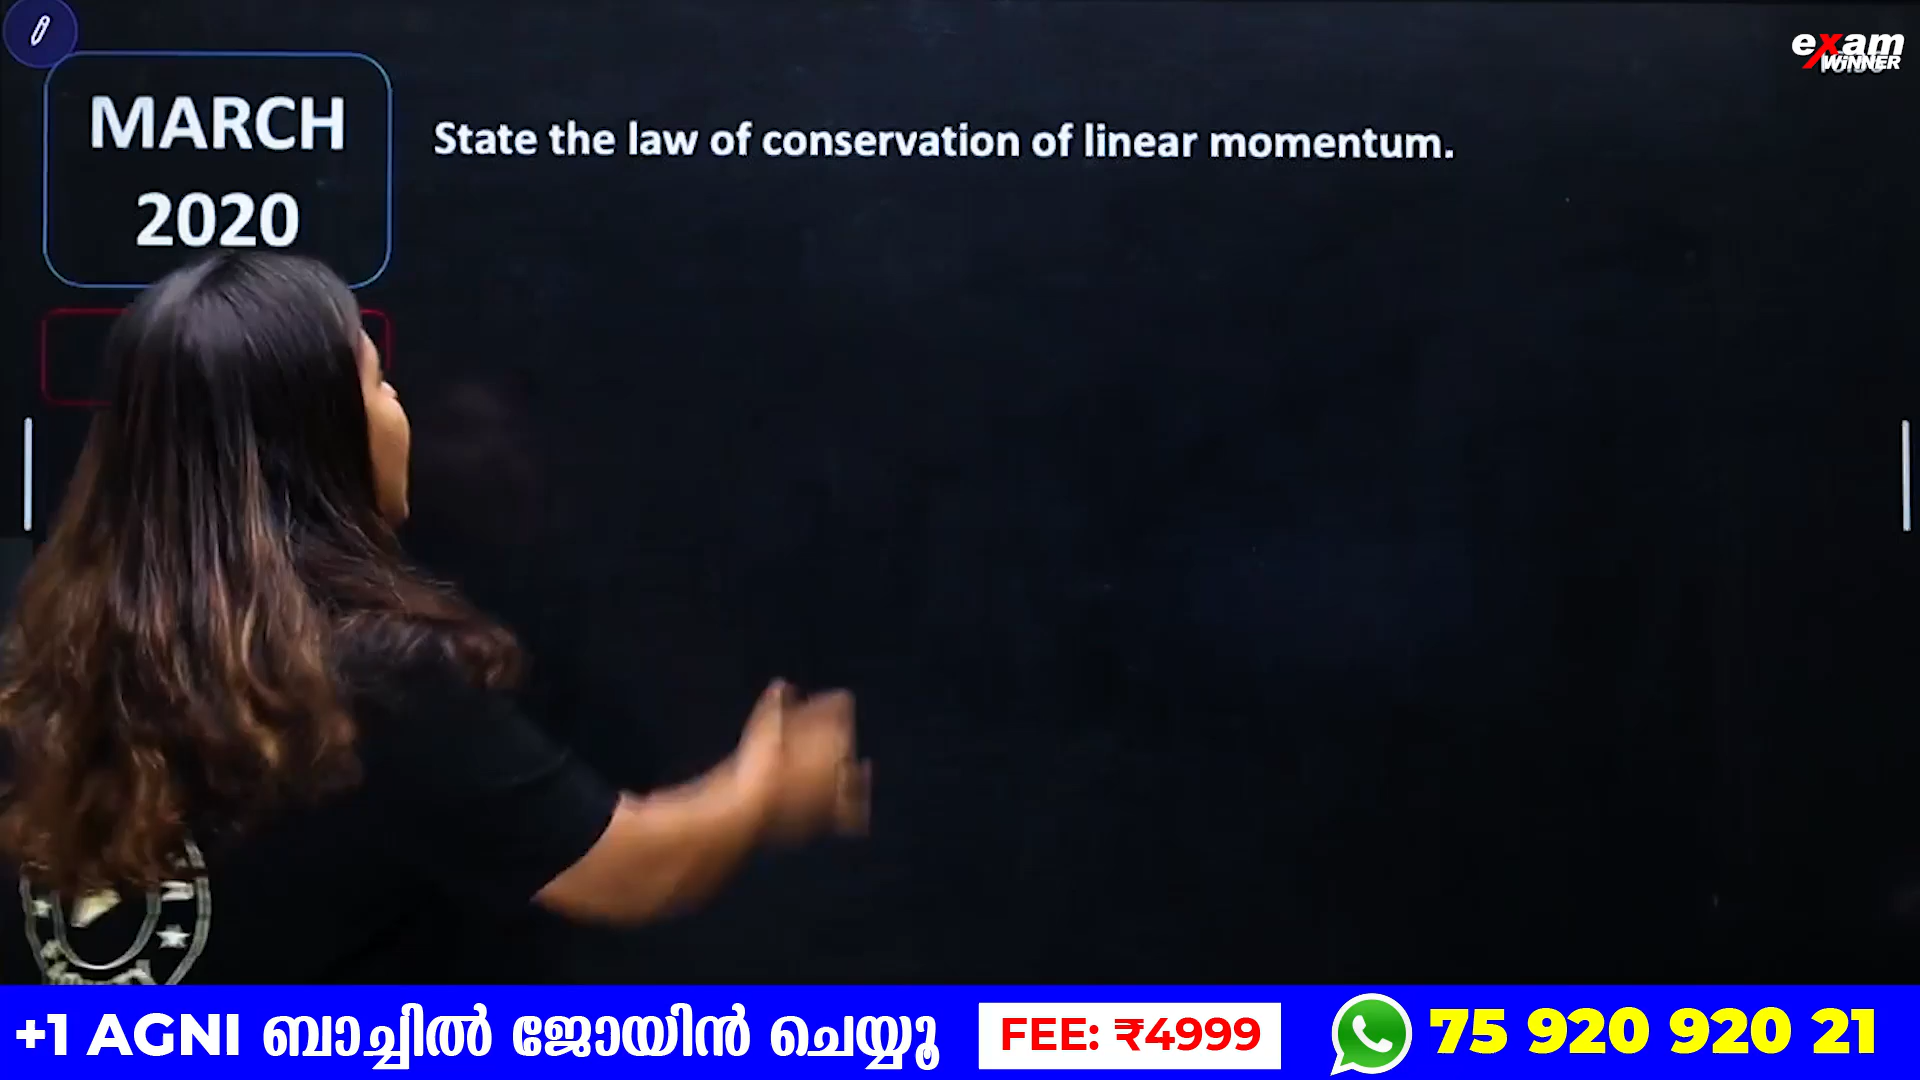 MARCH
2020
State the law of conservation of linear momentum.
exam
WINNER
+1 AGNI ബാച്ചിൽ ജോയിൻ ചെയ്യൂ
FEE: ₹4999
75 920 920 21